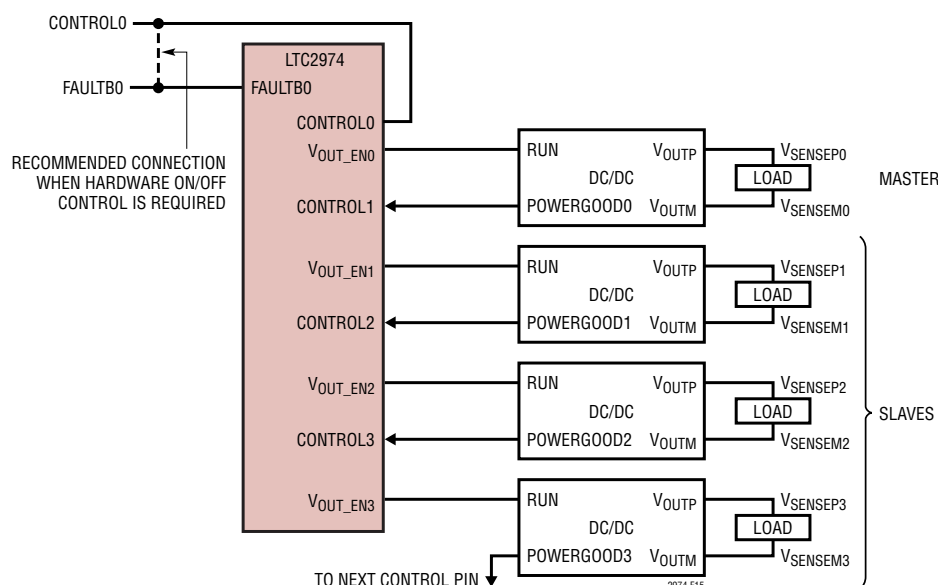 CONTROL0
FAULTB0
RECOMMENDED CONNECTION
WHEN HARDWARE ON/OFF
CONTROL IS REQUIRED
LTC2974
FAULTB0
CONTROL0
VOUT_EN0
CONTROL1
VOUT_EN1
CONTROL2
VOUT_EN2
CONTROL3
VOUT_EN3
RUN VOUTP
DC/DC
POWERGOOD0 VOUTM
VSENSEP0
LOAD
VSENSEM0
MASTER
RUN VOUTP
DC/DC
POWERGOOD1 VOUTM
VSENSEP1
LOAD
VSENSEM1
RUN VOUTP
DC/DC
POWERGOOD2 VOUTM
VSENSEP2
LOAD
VSENSEM2
SLAVES
RUN VOUTP
DC/DC
POWERGOOD3 VOUTM
VSENSEP3
LOAD
VSENSEM3
TO NEXT CONTROL PIN
2974 F15